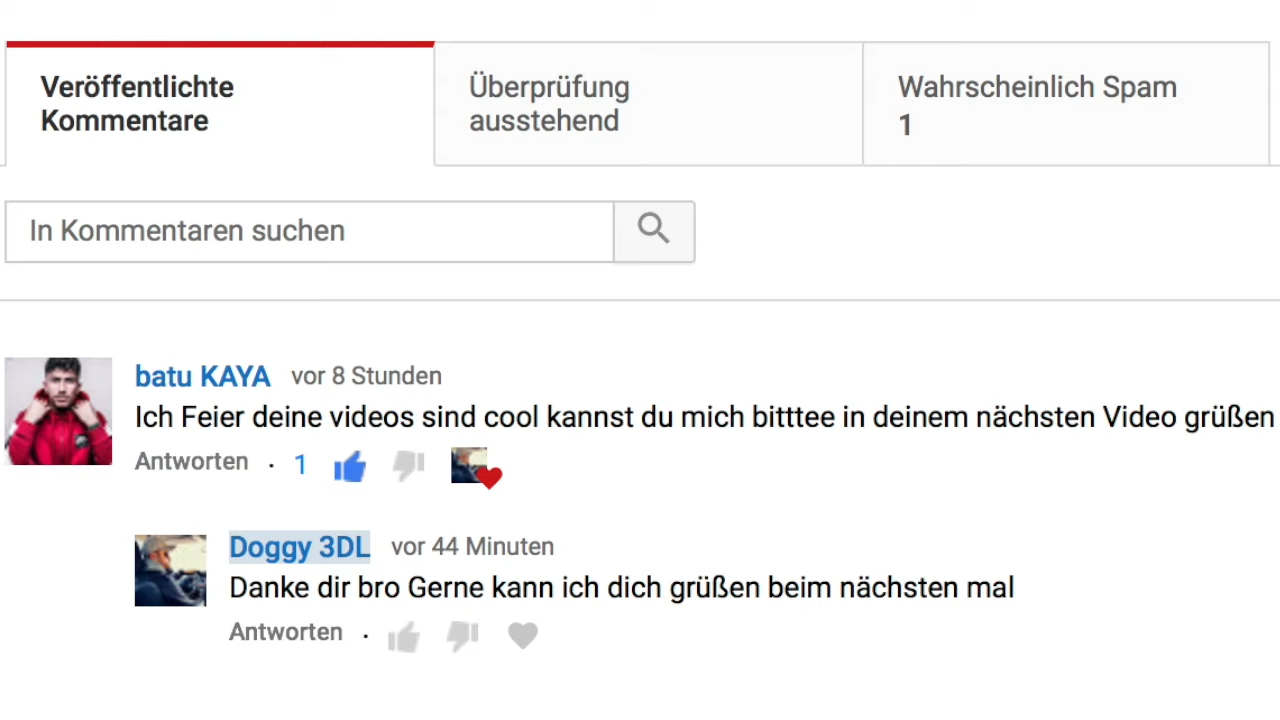 Veröffentlichte
Kommentare
Überprüfung
ausstehend
Wahrscheinlich Spam
1
In Kommentaren suchen
batu KAYA vor 8 Stunden
Ich Feier deine videos sind cool kannst du mich bitttee in deinem nächsten Video grüßen
Antworten · 1
Doggy 3DL vor 44 Minuten
Danke dir bro Gerne kann ich dich grüßen beim nächsten mal
Antworten ·